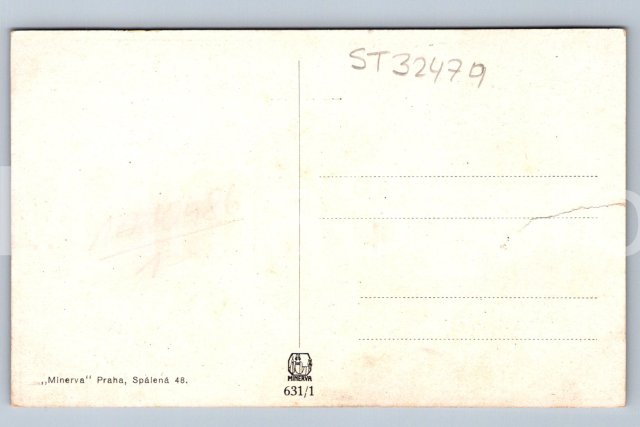 ST32479
„Minerva" Praha, Spálená 48.
MINERVA
631/1